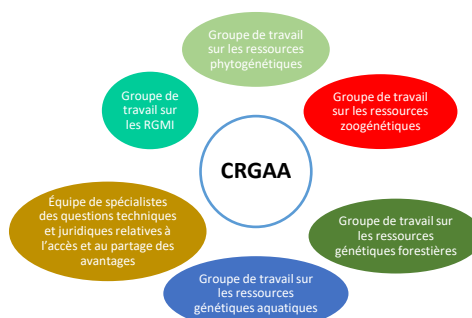 Groupe de travail
sur les ressources
phytogénétiques
Groupe de
travail sur
les RGMI
Groupe de travail
sur les ressources
zoogénétiques
CRGAA
Équipe de spécialistes
des questions techniques
et juridiques relatives à
l’accès et au partage des
avantages
Groupe de travail sur
les ressources
génétiques forestières
Groupe de travail sur
les ressources
génétiques aquatiques